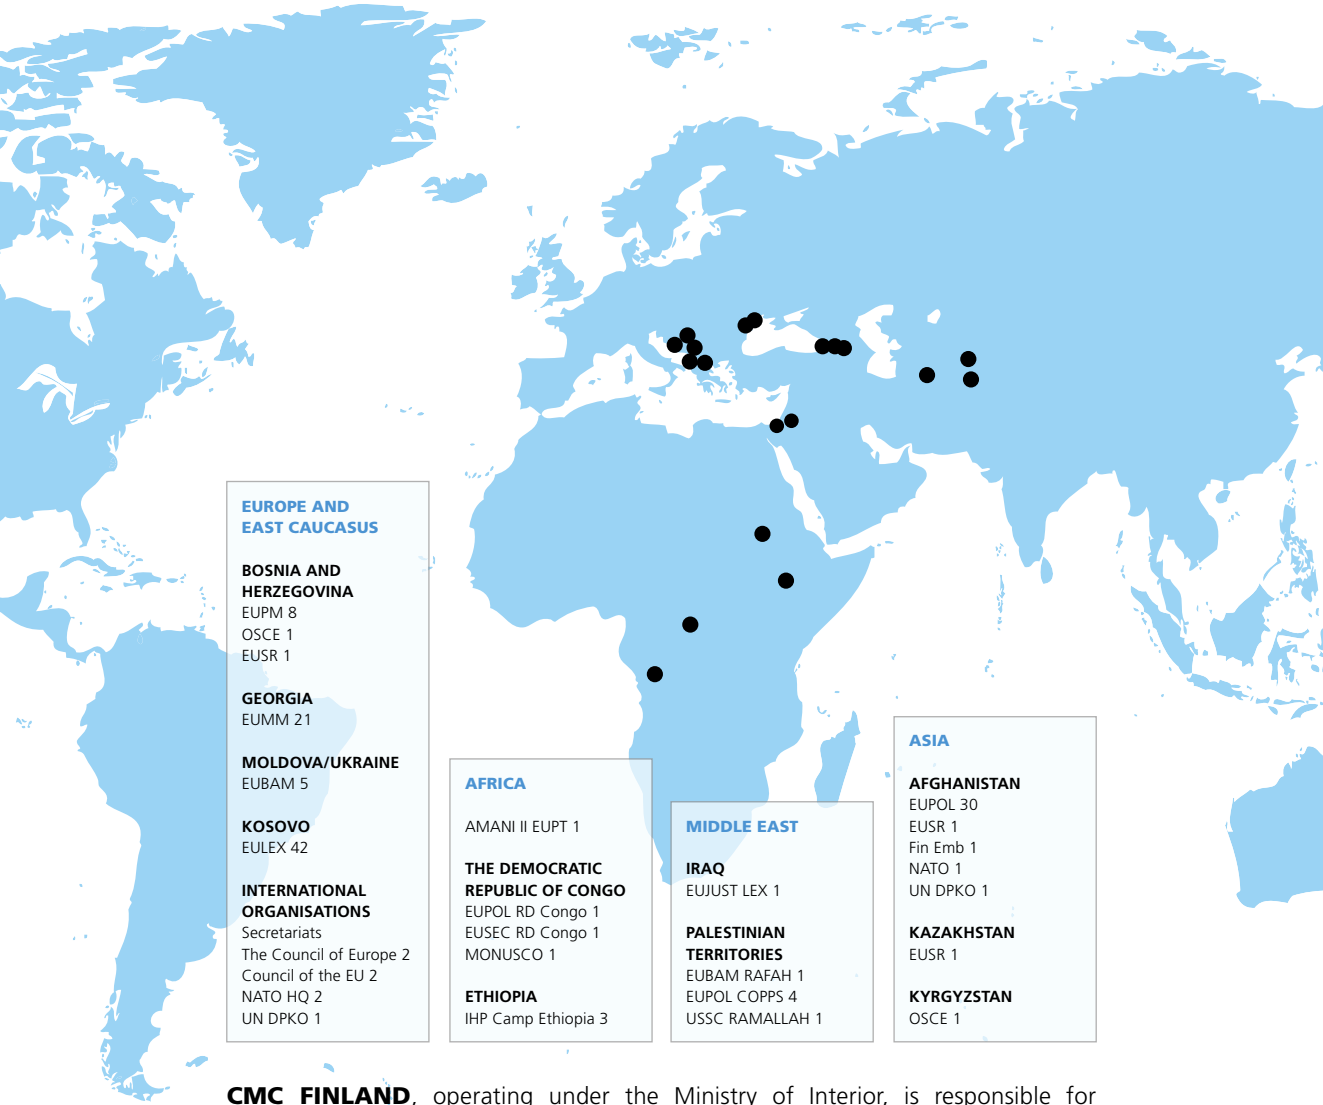 EUROPE AND
EAST CAUCASUS
BOSNIA AND
HERZEGOVINA
EUPM 8
OSCE 1
EUSR 1
GEORGIA
EUMM 21
MOLDOVA/UKRAINE
EUBAM 5
KOSOVO
EULEX 42
INTERNATIONAL
ORGANISATIONS
Secretariats
The Council of Europe 2
Council of the EU 2
NATO HQ 2
UN DPKO 1
AFRICA
AMANI II EUPT 1
THE DEMOCRATIC
REPUBLIC OF CONGO
EUPOL RD Congo 1
EUSEC RD Congo 1
MONUSCO 1
ETHIOPIA
IHP Camp Ethiopia 3
MIDDLE EAST
IRAQ
EUJUST LEX 1
PALESTINIAN
TERRITORIES
EUBAM RAFAH 1
EUPOL COPPS 4
USSC RAMALLAH 1
ASIA
AFGHANISTAN
EUPOL 30
EUSR 1
Fin Emb 1
NATO 1
UN DPKO 1
KAZAKHSTAN
EUSR 1
KYRGYZSTAN
OSCE 1
CMC FINLAND, operating under the Ministry of Interior, is responsible for